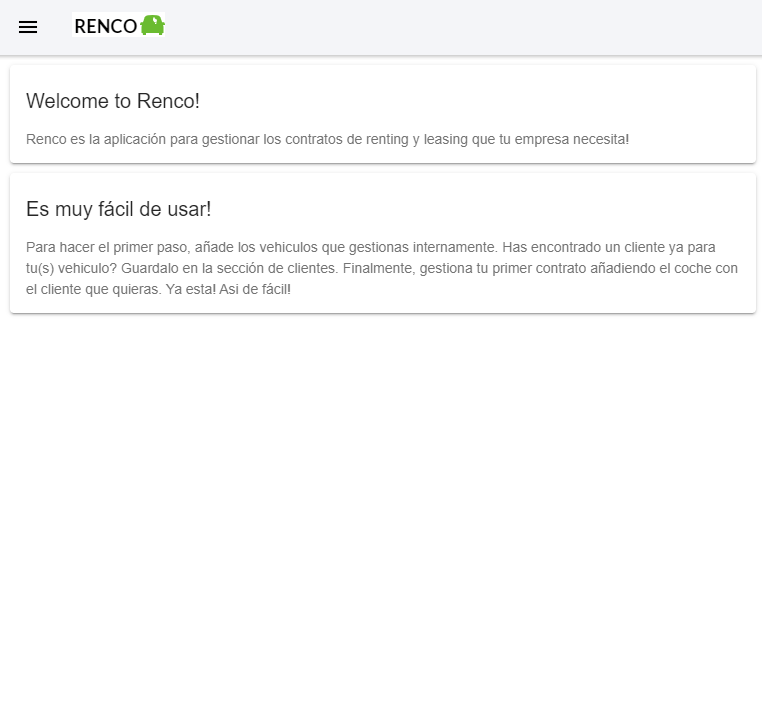 RENCO
Welcome to Renco!
Renco es la aplicación para gestionar los contratos de renting y leasing que tu empresa necesita!
Es muy fácil de usar!
Para hacer el primer paso, añade los vehiculos que gestionas internamente. Has encontrado un cliente ya para
tu(s) vehiculo? Guardalo en la sección de clientes. Finalmente, gestiona tu primer contrato añadiendo el coche con
el cliente que quieras. Ya esta! Asi de fácil!